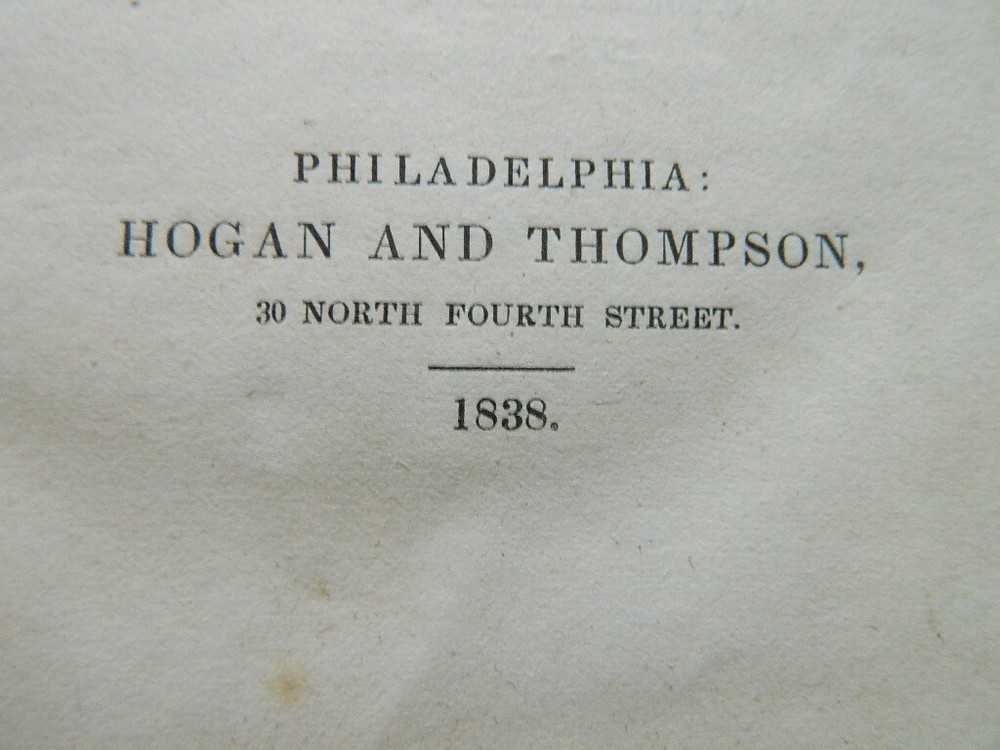 PHILADELPHIA:
HOGAN AND THOMPSON,
30 NORTH FOURTH STREET.
1838.